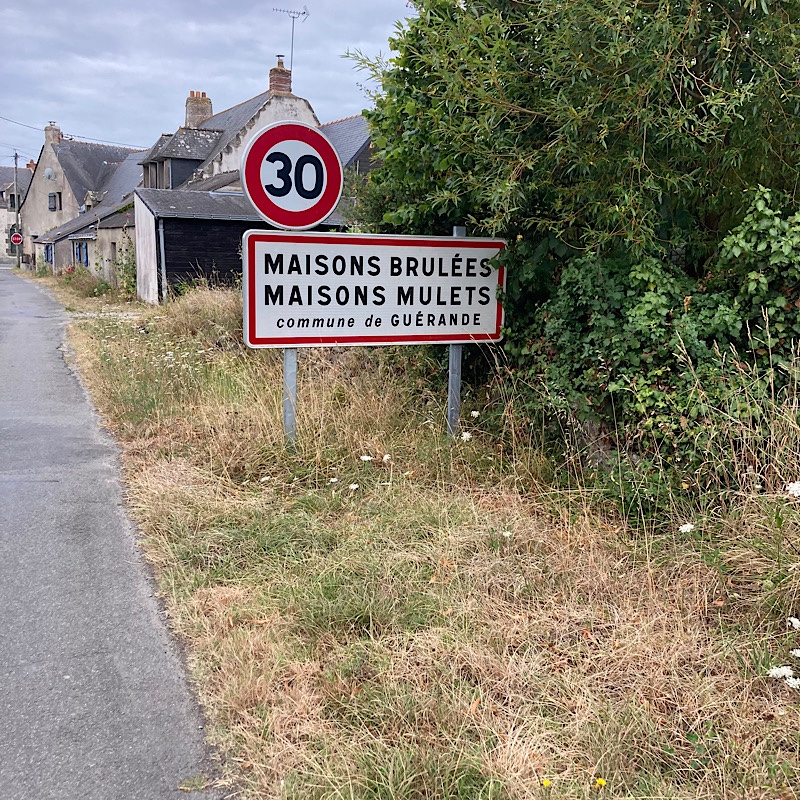 30
MAISONS BRULÉES
MAISONS MULETS
commune de GUÉRANDE